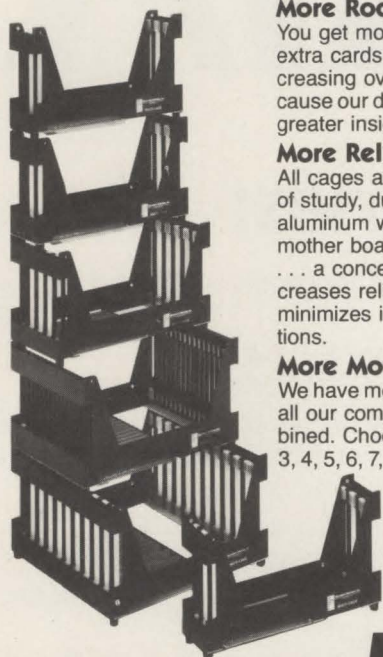 More Roo
You get mo
extra cards
creasing ov
cause our d
greater insi
More Rel
All cages a
of sturdy, du
aluminum w
mother boa
. . . a conce
creases reli
minimizes i
tions.
More Mo
We have mo
all our com
bined. Choo
3, 4, 5, 6, 7,